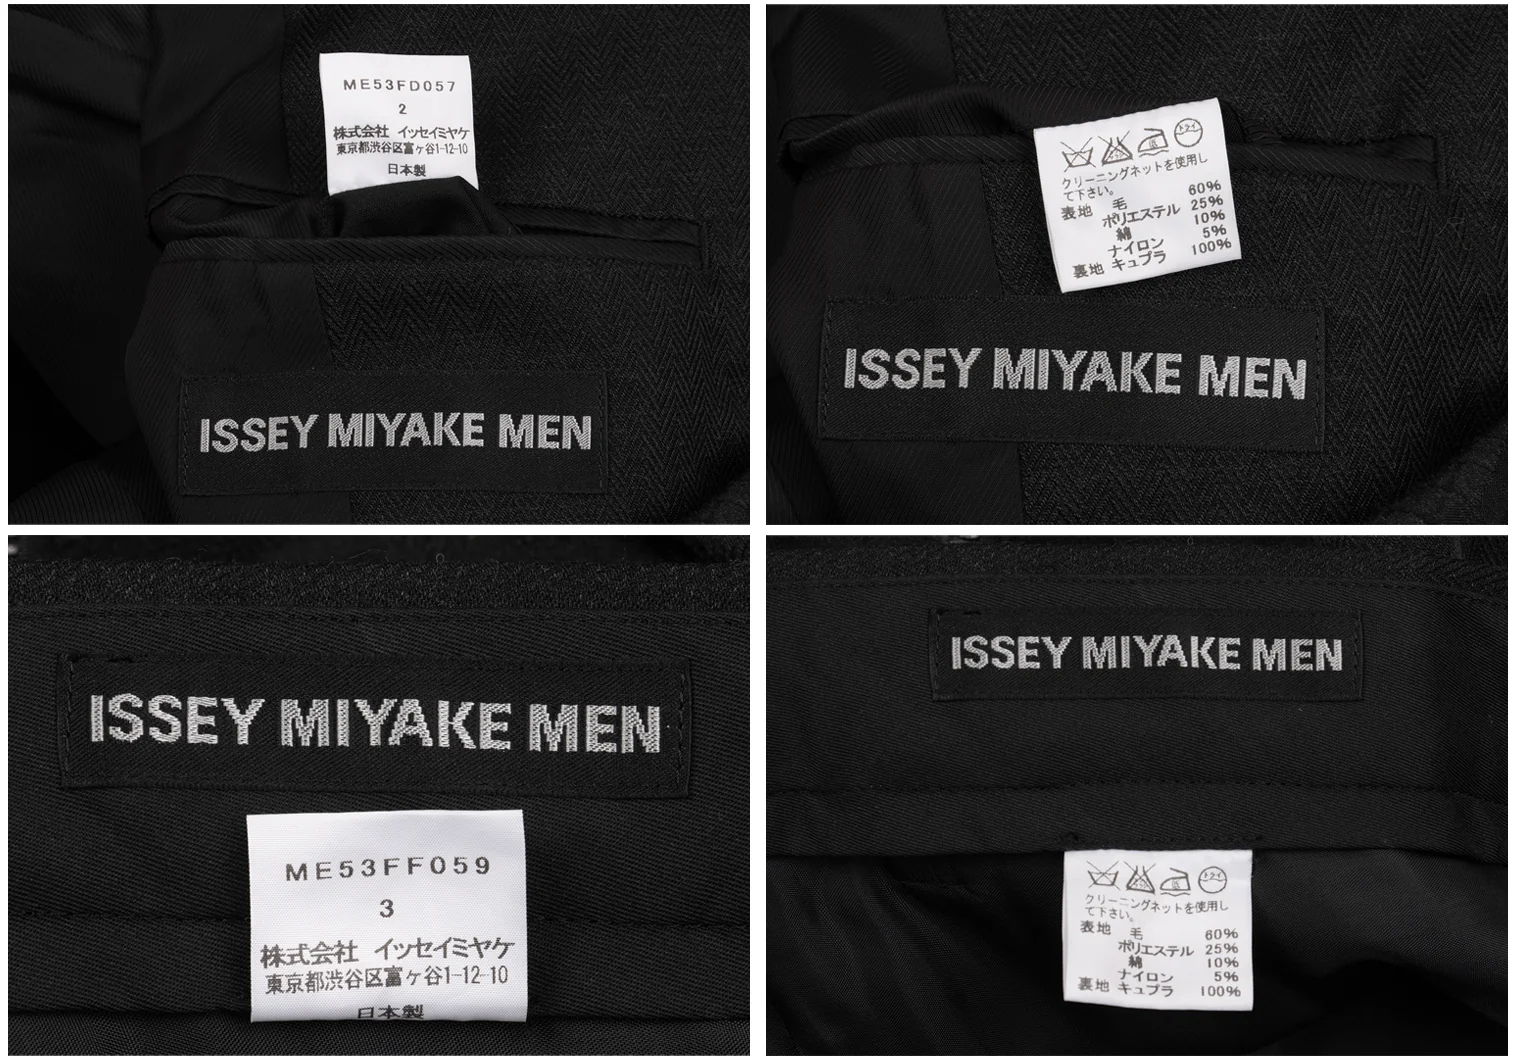 ME53FD057
2
株式会社 イッセイミヤケ
東京都渋谷区富ヶ谷1-12-10
日本製
ISSEY MIYAKE MEN
ドライ
クリーニングネットを使用し
て下さい。
表地 毛 60%
ポリエステル 25%
綿 10%
ナイロン 5%
裏地 キュプラ 100%
ISSEY MIYAKE MEN
ISSEY MIYAKE MEN
ME53FF059
3
株式会社 イッセイミヤケ
東京都渋谷区富ヶ谷1-12-10
日本製
ISSEY MIYAKE MEN
ドライ
クリーニングネットを使用し
て下さい。
表地 毛 60%
ポリエステル 25%
綿 10%
ナイロン 5%
裏地 キュプラ 100%